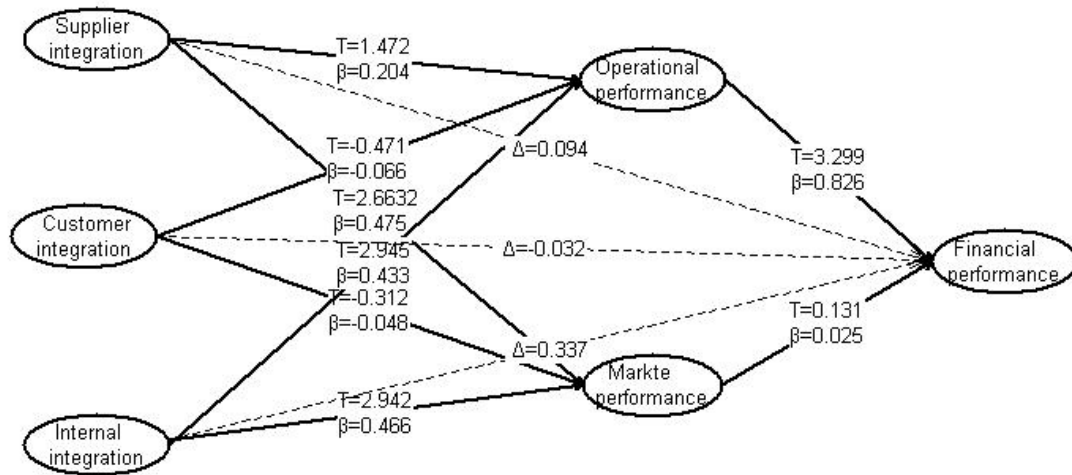 Supplier
integration
T=1.472
β=0.204
Operational
performance
T=-0.471
β=-0.066
Δ=0.094
T=3.299
β=0.826
T=2.6632
β=0.475
Customer
integration
T=2.945
β=0.433
Δ=-0.032
Financial
performance
T=-0.312
β=-0.048
T=0.131
β=0.025
Δ=0.337
Markte
performance
T=2.942
β=0.466
Internal
integration